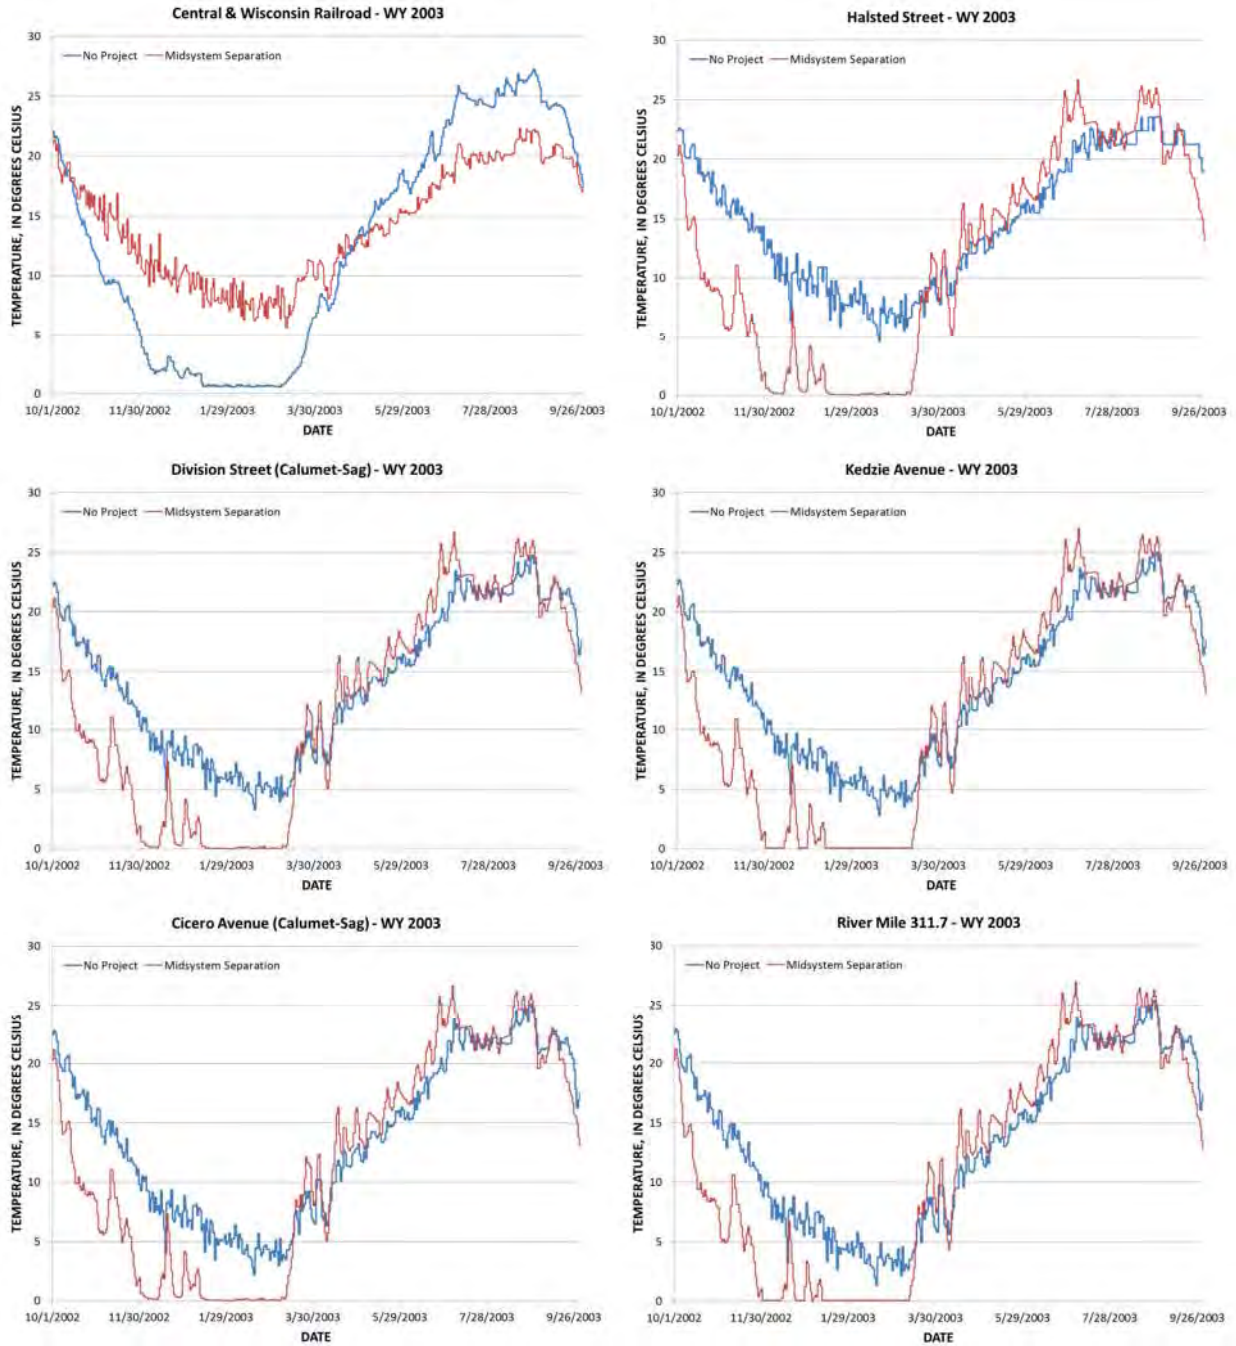 Central & Wisconsin Railroad - WY 2003
No Project Midsystem Separation
TEMPERATURE, IN DEGREES CELSIUS
30
25
20
15
10
5
0
10/1/2002 11/30/2002 1/29/2003 3/30/2003 5/29/2003 7/28/2003 9/26/2003
DATE
Halsted Street - WY 2003
No Project Midsystem Separation
TEMPERATURE, IN DEGREES CELSIUS
30
25
20
15
10
5
0
10/1/2002 11/30/2002 1/29/2003 3/30/2003 5/29/2003 7/28/2003 9/26/2003
DATE
Division Street (Calumet-Sag) - WY 2003
No Project Midsystem Separation
TEMPERATURE, IN DEGREES CELSIUS
30
25
20
15
10
5
0
10/1/2002 11/30/2002 1/29/2003 3/30/2003 5/29/2003 7/28/2003 9/26/2003
DATE
Kedzie Avenue - WY 2003
No Project Midsystem Separation
TEMPERATURE, IN DEGREES CELSIUS
30
25
20
15
10
5
0
10/1/2002 11/30/2002 1/29/2003 3/30/2003 5/29/2003 7/28/2003 9/26/2003
DATE
Cicero Avenue (Calumet-Sag) - WY 2003
No Project Midsystem Separation
TEMPERATURE, IN DEGREES CELSIUS
30
25
20
15
10
5
0
10/1/2002 11/30/2002 1/29/2003 3/30/2003 5/29/2003 7/28/2003 9/26/2003
DATE
River Mile 311.7 - WY 2003
No Project Midsystem Separation
TEMPERATURE, IN DEGREES CELSIUS
30
25
20
15
10
5
0
10/1/2002 11/30/2002 1/29/2003 3/30/2003 5/29/2003 7/28/2003 9/26/2003
DATE